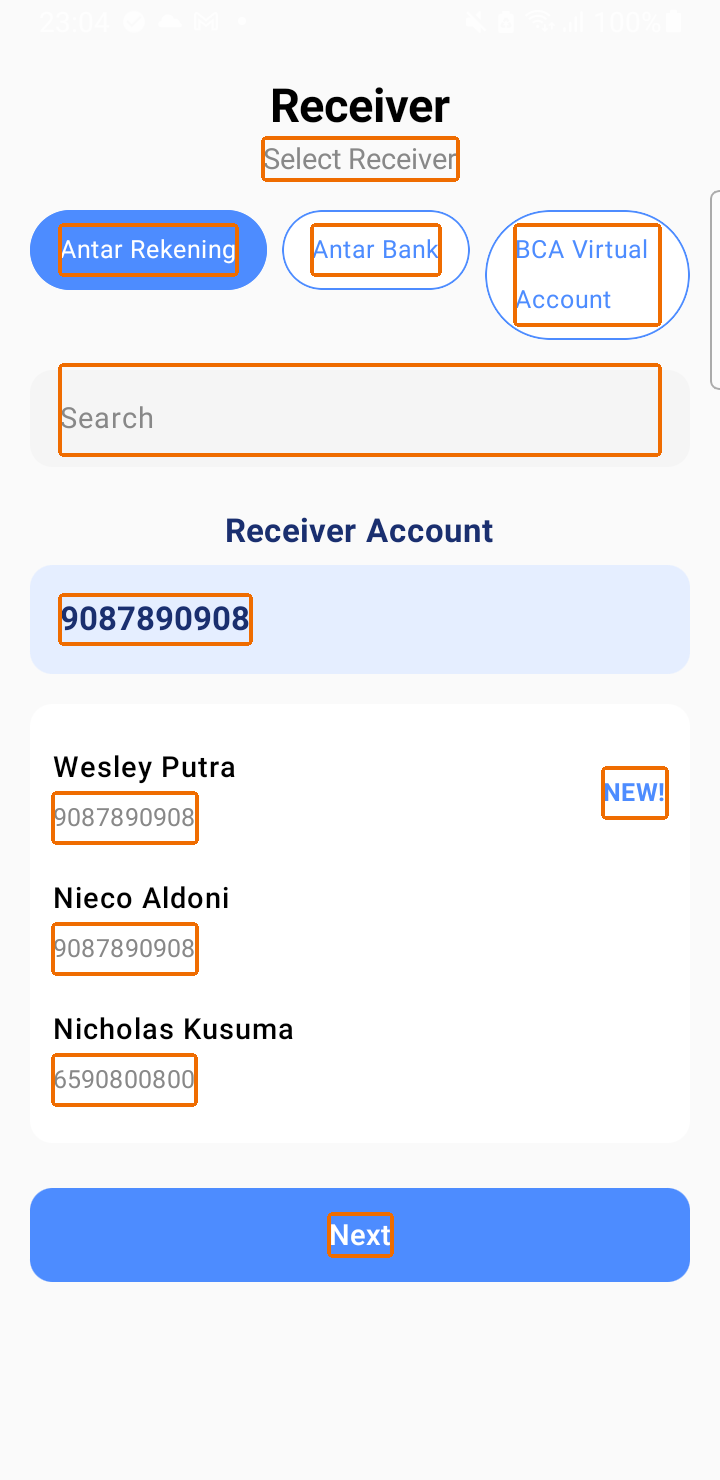 23:04
100%
Receiver
Select Receiver
Antar Rekening
Antar Bank
BCA Virtual
Account
Search
Receiver Account
9087890908
Wesley Putra
9087890908
NEW!
Nieco Aldoni
9087890908
Nicholas Kusuma
6590800800
Next